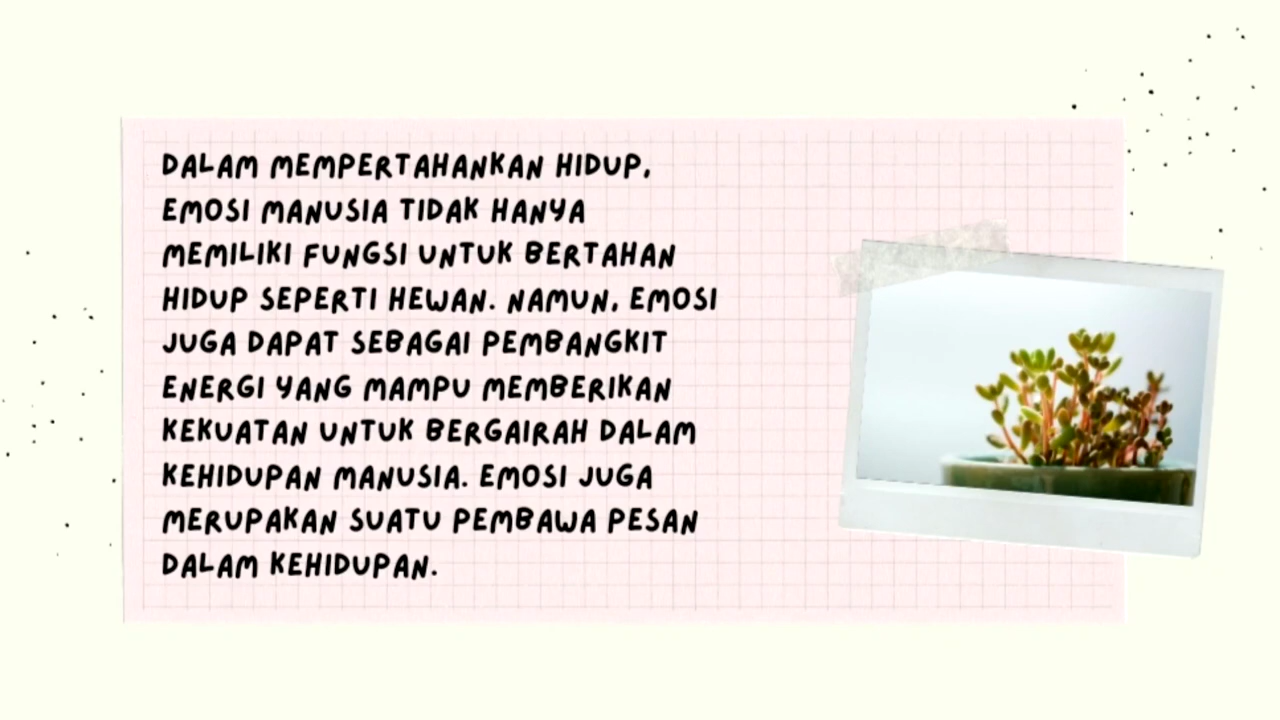 DALAM MEMPERTAHANKAN HIDUP,
EMOSI MANUSIA TIDAK HANYA
MEMILIKI FUNGSI UNTUK BERTAHAN
HIDUP SEPERTI HEWAN. NAMUN, EMOSI
JUGA DAPAT SEBAGAI PEMBANGKIT
ENERGI YANG MAMPU MEMBERIKAN
KEKUATAN UNTUK BERGAIRAH DALAM
KEHIDUPAN MANUSIA. EMOSI JUGA
MERUPAKAN SUATU PEMBAWA PESAN
DALAM KEHIDUPAN.